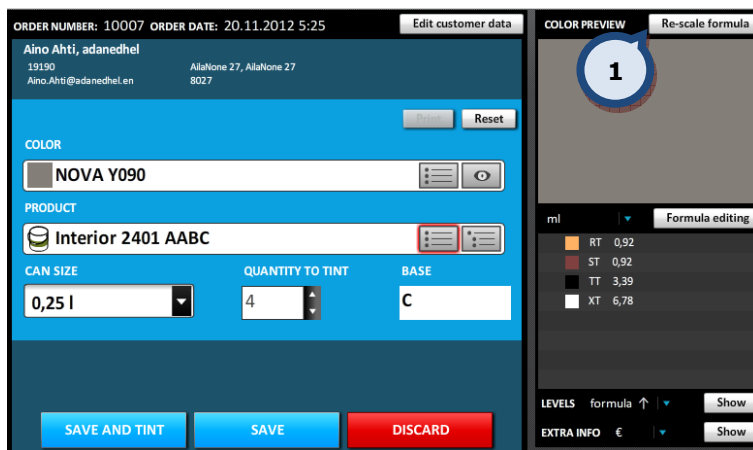 ORDER NUMBER: 10007 ORDER DATE: 20.11.2012 5:25
Edit customer data
Aino Ahti, adanedhel
19190 AilaNone 27, AilaNone 27
Aino.Ahti@adanedhel.en 8027
Print Reset
COLOR
NOVA Y090
PRODUCT
Interior 2401 AABC
CAN SIZE QUANTITY TO TINT BASE
0,25 l 4 C
SAVE AND TINT SAVE DISCARD
COLOR PREVIEW Re-scale formula
1
ml Formula editing
RT 0,92
ST 0,92
TT 3,39
XT 6,78
LEVELS formula ↑ Show
EXTRA INFO € Show